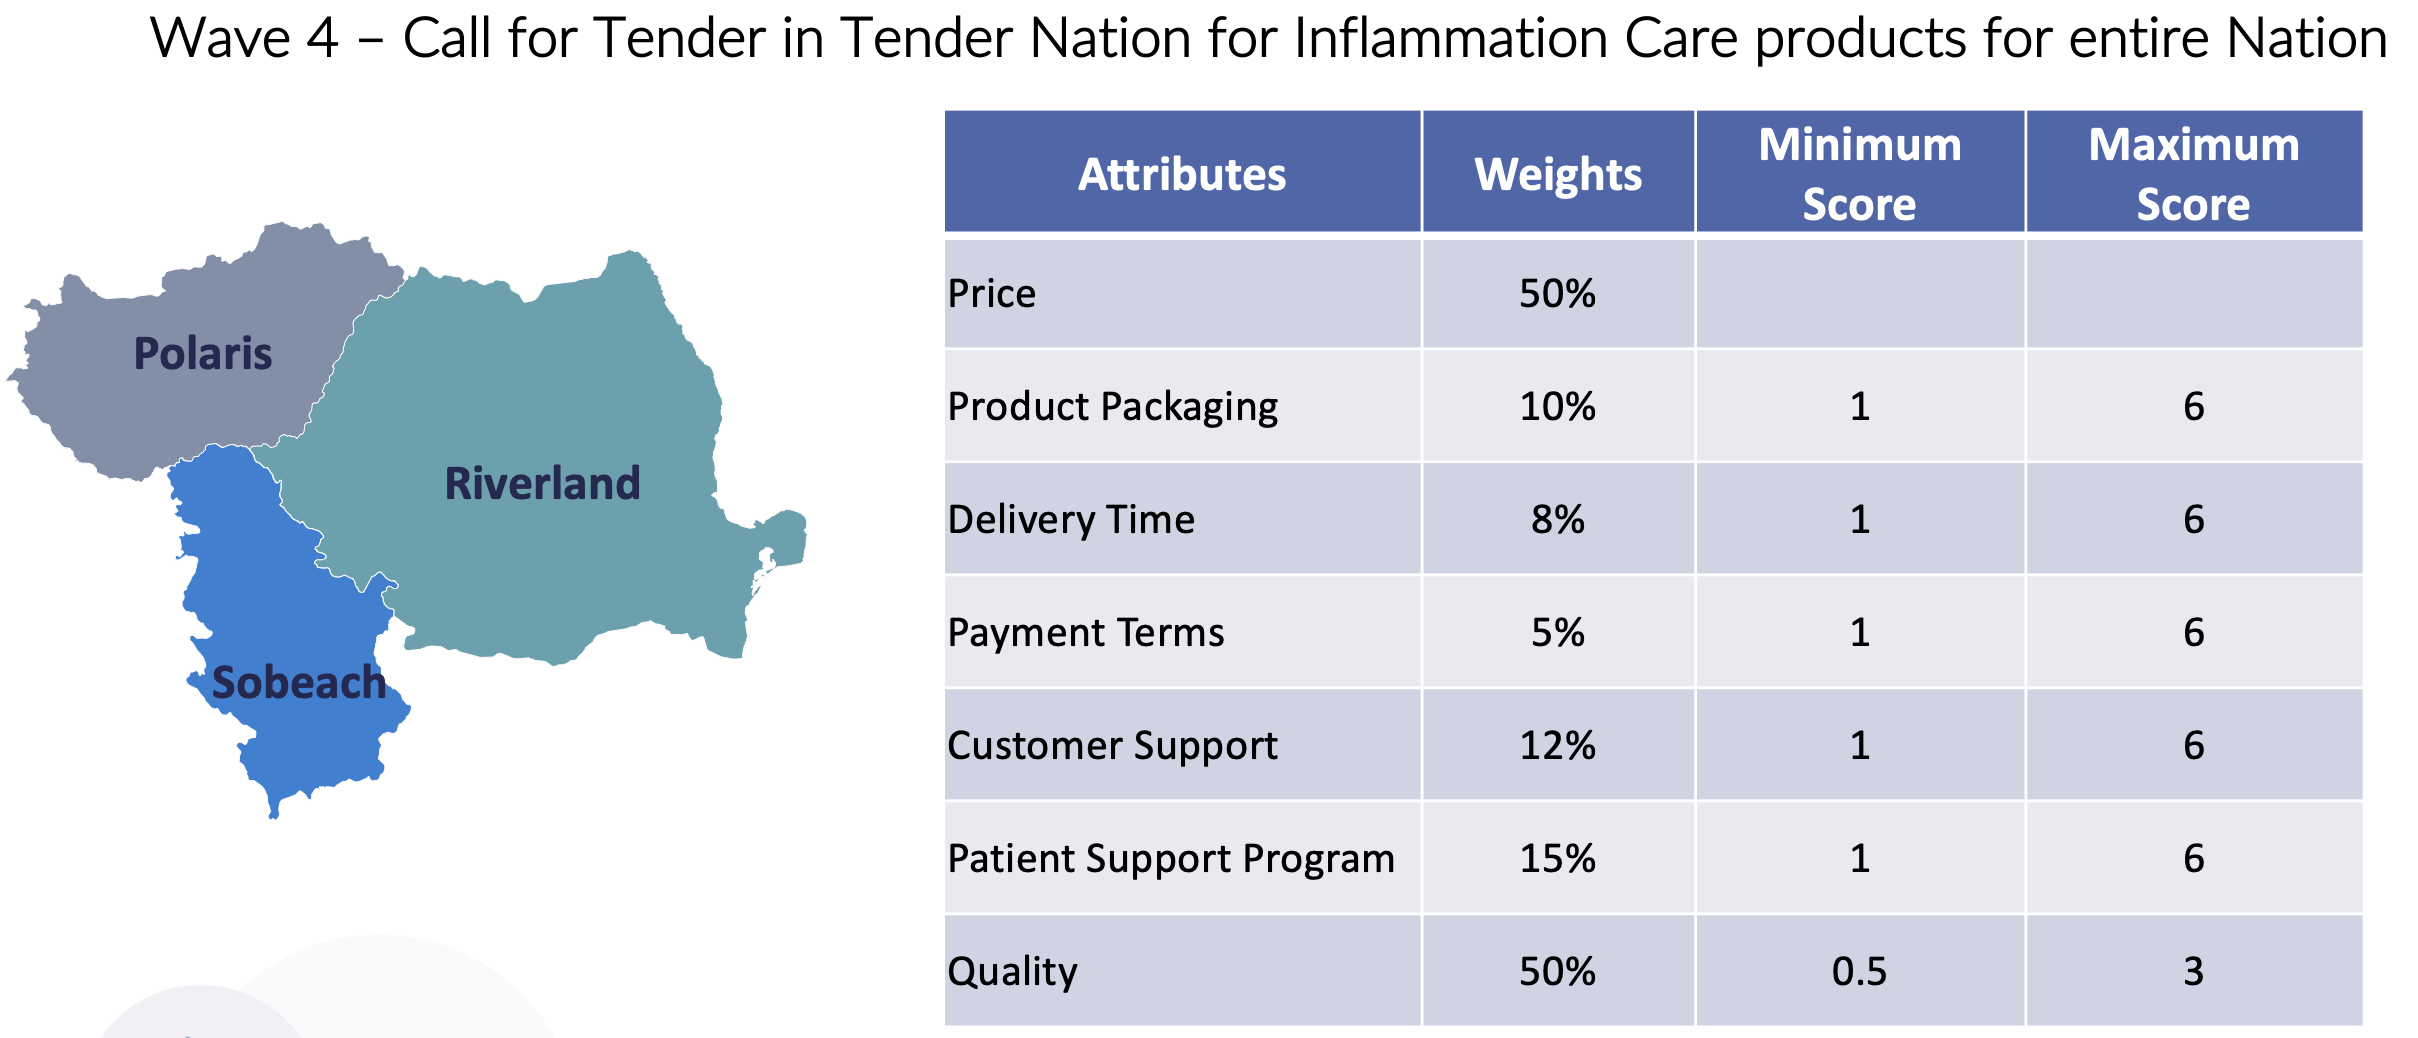 Wave 4 – Call for Tender in Tender Nation for Inflammation Care products for entire Nation
Polaris
Riverland
Sobeach
Attributes Weights Minimum Score Maximum Score
Price 50%
Product Packaging 10% 1 6
Delivery Time 8% 1 6
Payment Terms 5% 1 6
Customer Support 12% 1 6
Patient Support Program 15% 1 6
Quality 50% 0.5 3